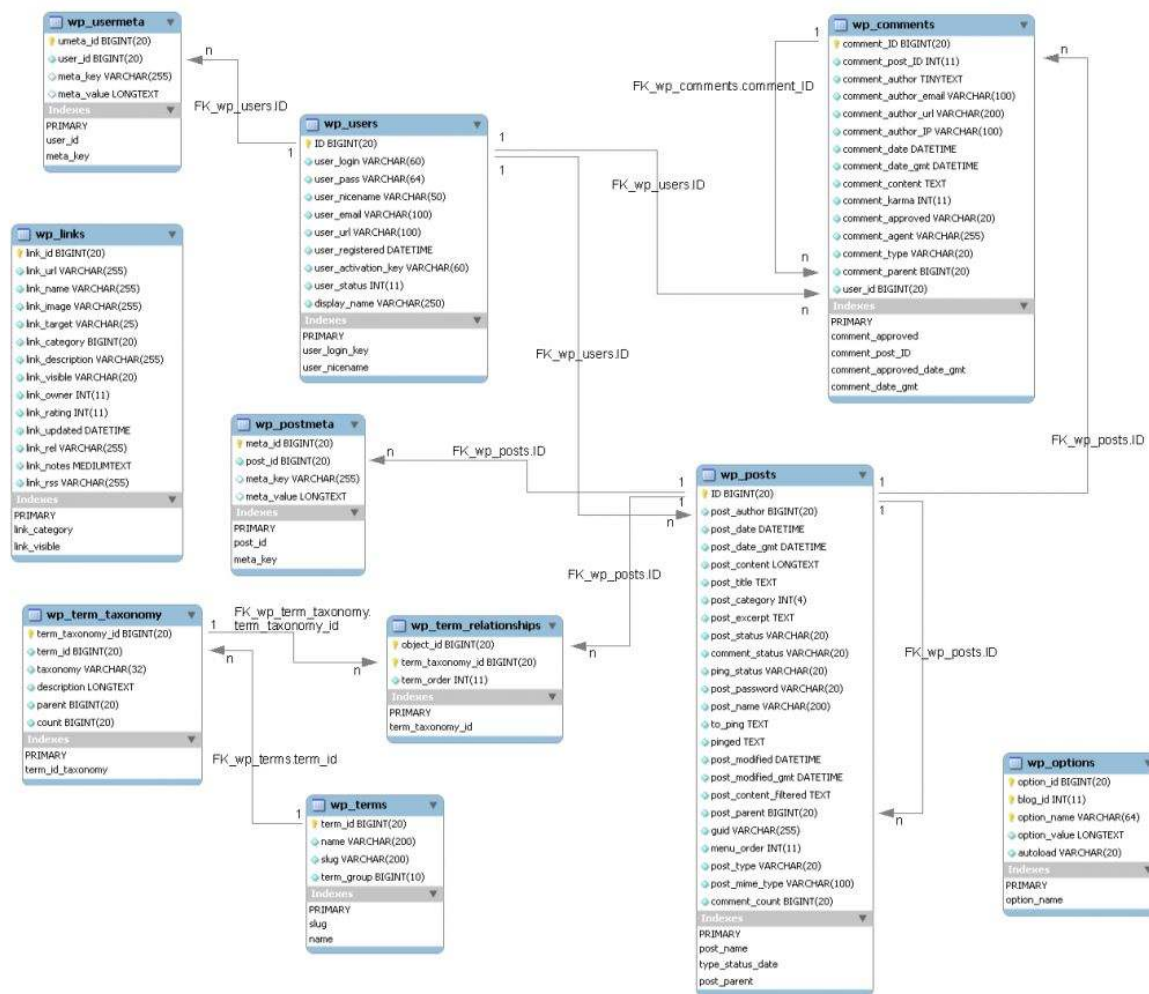 wp_usermeta
umeta_id BIGINT(20)
user_id BIGINT(20)
meta_key VARCHAR(255)
meta_value LONGTEXT
Indexes
PRIMARY
user_id
meta_key
n
FK_wp_users.ID
1
wp_users
ID BIGINT(20)
user_login VARCHAR(60)
user_pass VARCHAR(64)
user_nicename VARCHAR(50)
user_email VARCHAR(100)
user_url VARCHAR(100)
user_registered DATETIME
user_activation_key VARCHAR(60)
user_status INT(11)
display_name VARCHAR(250)
Indexes
PRIMARY
user_login_key
user_nicename
1
1
FK_wp_users.ID
n
FK_wp_users.ID
n
1
FK_wp_comments.comment_ID
n
wp_comments
comment_ID BIGINT(20)
comment_post_ID INT(11)
comment_author TINYTEXT
comment_author_email VARCHAR(100)
comment_author_url VARCHAR(200)
comment_author_IP VARCHAR(100)
comment_date DATETIME
comment_date_gmt DATETIME
comment_content TEXT
comment_karma INT(11)
comment_approved VARCHAR(20)
comment_agent VARCHAR(255)
comment_type VARCHAR(20)
comment_parent BIGINT(20)
user_id BIGINT(20)
Indexes
PRIMARY
comment_approved
comment_post_ID
comment_approved_date_gmt
comment_date_gmt
n
FK_wp_posts.ID
1
wp_links
link_id BIGINT(20)
link_url VARCHAR(255)
link_name VARCHAR(255)
link_image VARCHAR(255)
link_target VARCHAR(25)
link_category BIGINT(20)
link_description VARCHAR(255)
link_visible VARCHAR(20)
link_owner INT(11)
link_rating INT(11)
link_updated DATETIME
link_rel VARCHAR(255)
link_notes MEDIUMTEXT
link_rss VARCHAR(255)
Indexes
PRIMARY
link_category
link_visible
wp_postmeta
meta_id BIGINT(20)
post_id BIGINT(20)
meta_key VARCHAR(255)
meta_value LONGTEXT
Indexes
PRIMARY
post_id
meta_key
n
FK_wp_posts.ID
1
1
FK_wp_posts.ID
n
wp_posts
ID BIGINT(20)
post_author BIGINT(20)
post_date DATETIME
post_date_gmt DATETIME
post_content LONGTEXT
post_title TEXT
post_category INT(4)
post_excerpt TEXT
post_status VARCHAR(20)
comment_status VARCHAR(20)
ping_status VARCHAR(20)
post_password VARCHAR(20)
post_name VARCHAR(200)
to_ping TEXT
pinged TEXT
post_modified DATETIME
post_modified_gmt DATETIME
post_content_filtered TEXT
post_parent BIGINT(20)
guid VARCHAR(255)
menu_order INT(11)
post_type VARCHAR(20)
post_mime_type VARCHAR(100)
comment_count BIGINT(20)
Indexes
PRIMARY
post_name
type_status_date
post_parent
1
FK_wp_posts.ID
n
wp_term_taxonomy
term_taxonomy_id BIGINT(20)
term_id BIGINT(20)
taxonomy VARCHAR(32)
description LONGTEXT
parent BIGINT(20)
count BIGINT(20)
Indexes
PRIMARY
term_id_taxonomy
1
FK_wp_term_taxonomy.
term_taxonomy_id
n
wp_term_relationships
object_id BIGINT(20)
term_taxonomy_id BIGINT(20)
term_order INT(11)
Indexes
PRIMARY
term_taxonomy_id
n
FK_wp_terms.term_id
1
wp_terms
term_id BIGINT(20)
name VARCHAR(200)
slug VARCHAR(200)
term_group BIGINT(10)
Indexes
PRIMARY
slug
name
wp_options
option_id BIGINT(20)
blog_id INT(11)
option_name VARCHAR(64)
option_value LONGTEXT
autoload VARCHAR(20)
Indexes
PRIMARY
option_name